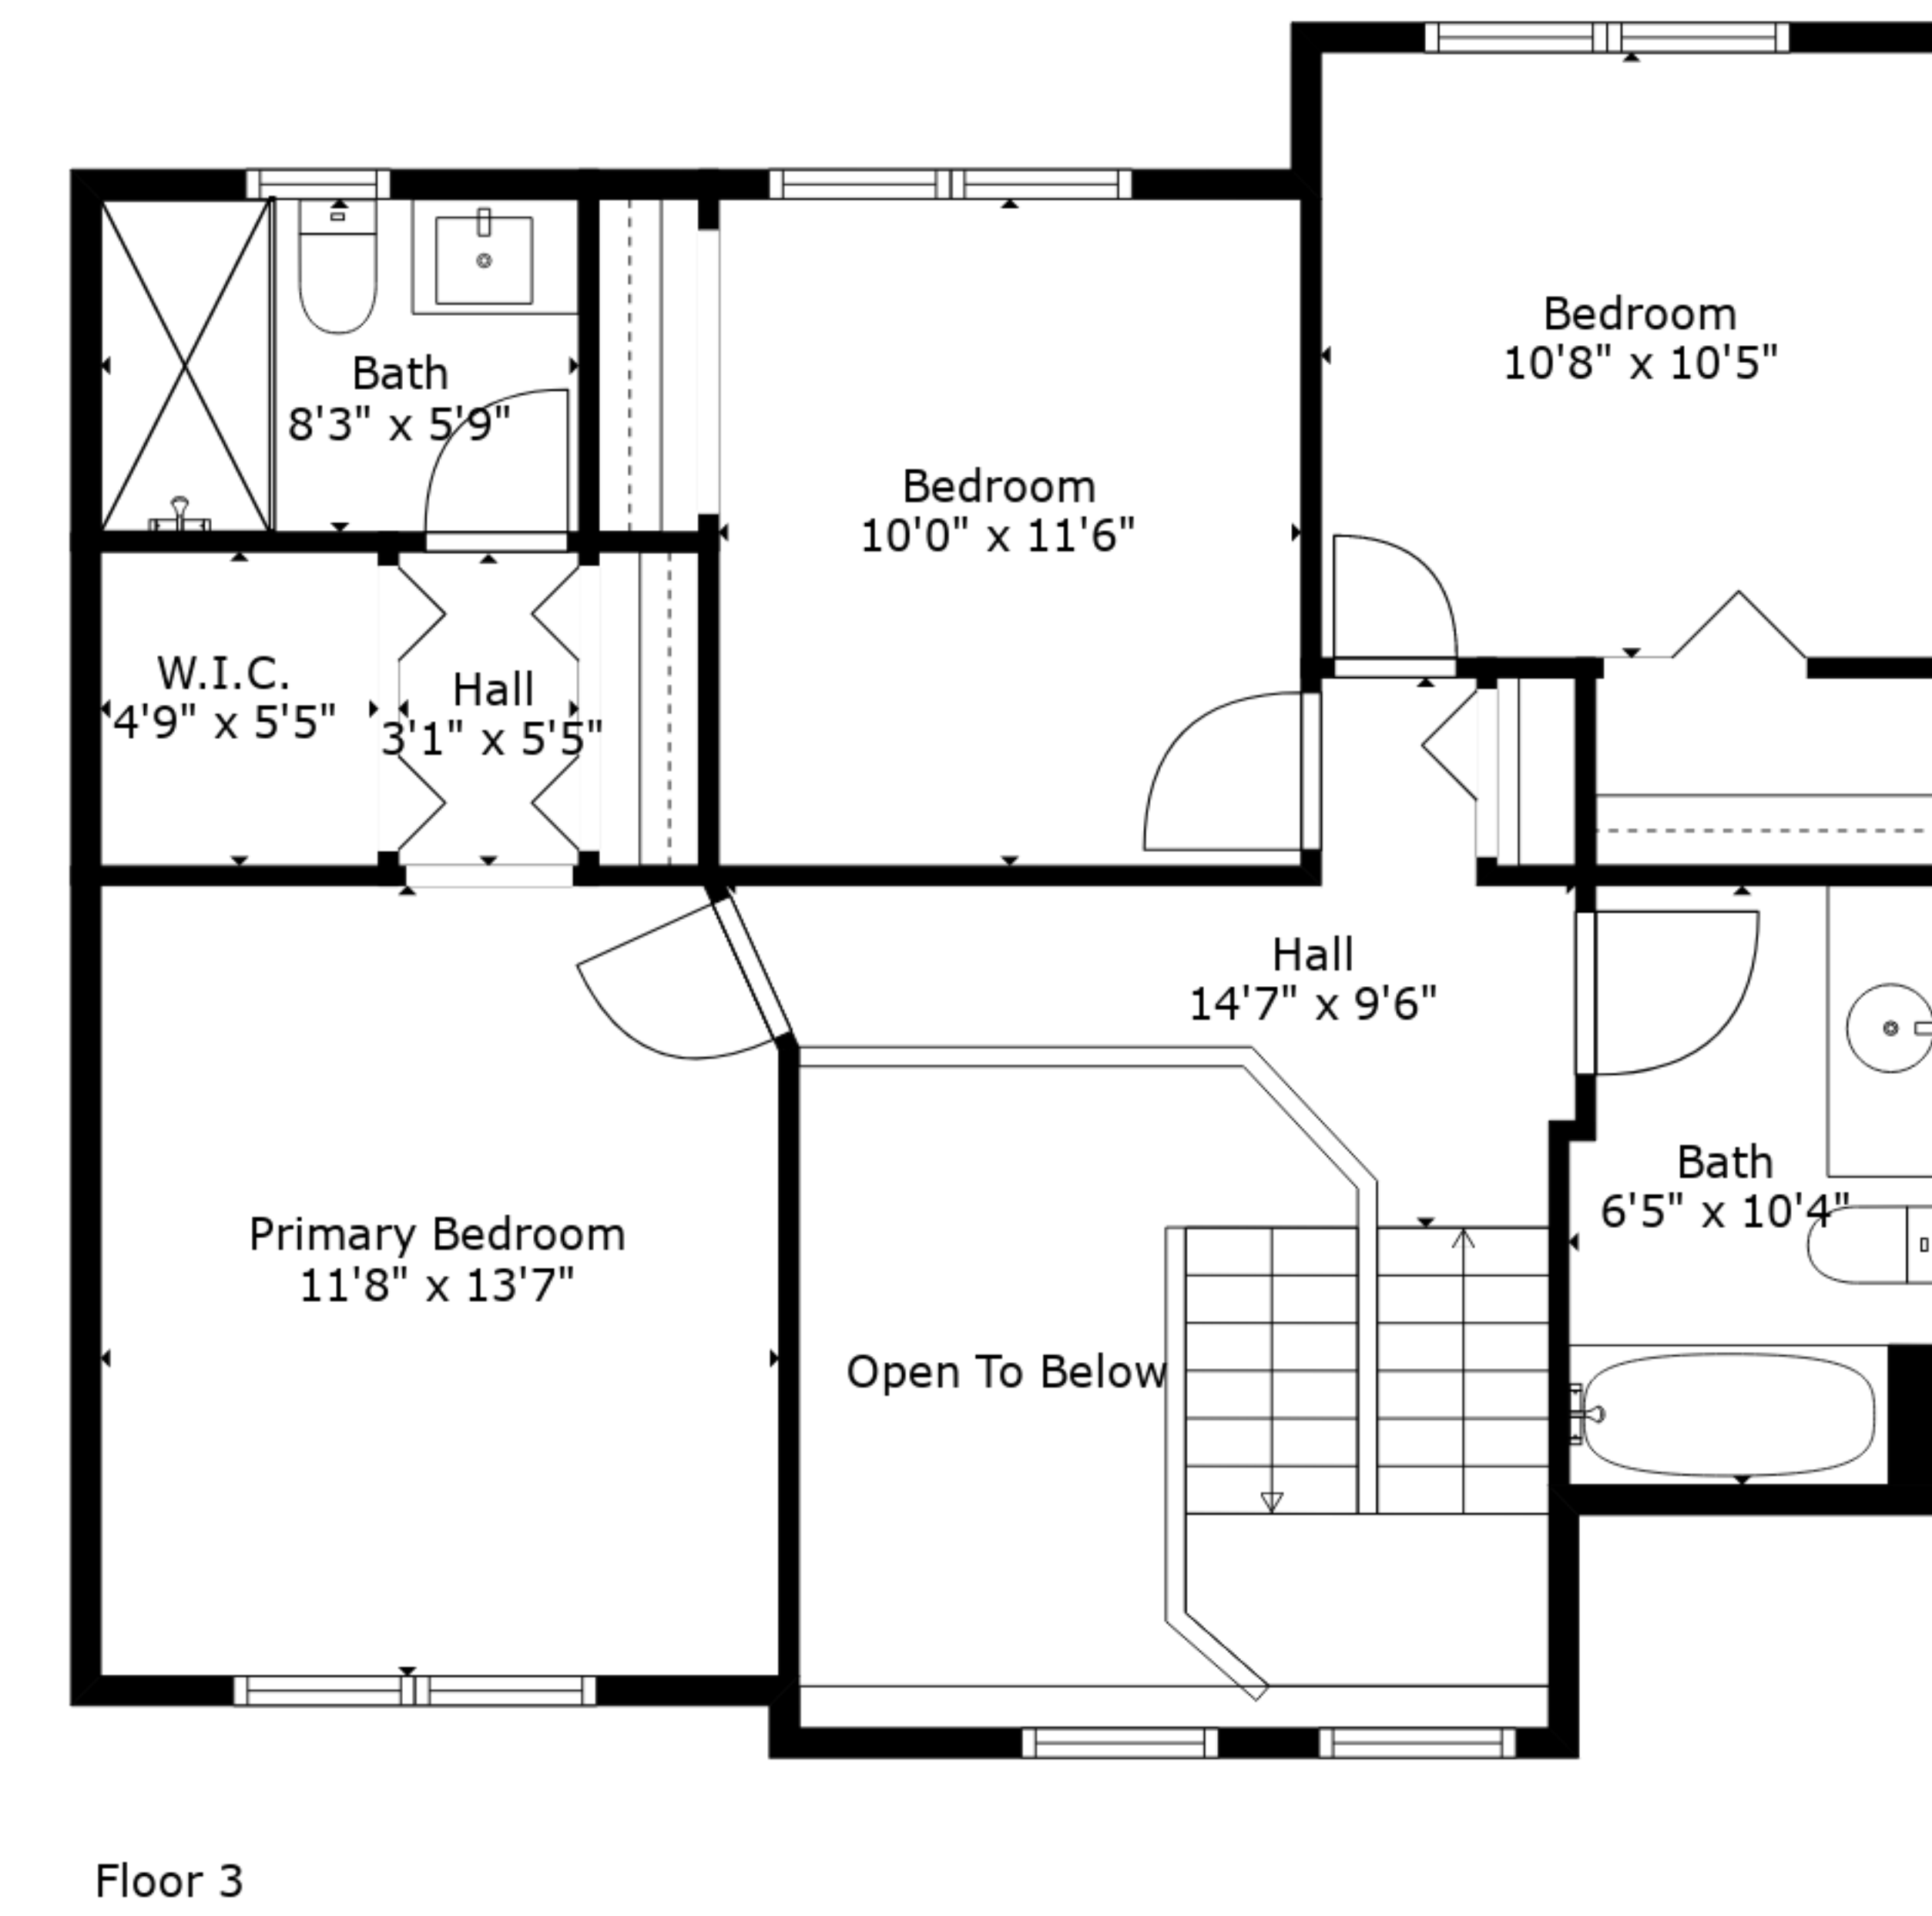 Bedroom
10'8" x 10'5"
Bath
8'3" x 5'9"
Bedroom
10'0" x 11'6"
W.I.C.
4'9" x 5'5"
Hall
3'1" x 5'5"
Hall
14'7" x 9'6"
Bath
6'5" x 10'4"
Primary Bedroom
11'8" x 13'7"
Open To Below
Floor 3